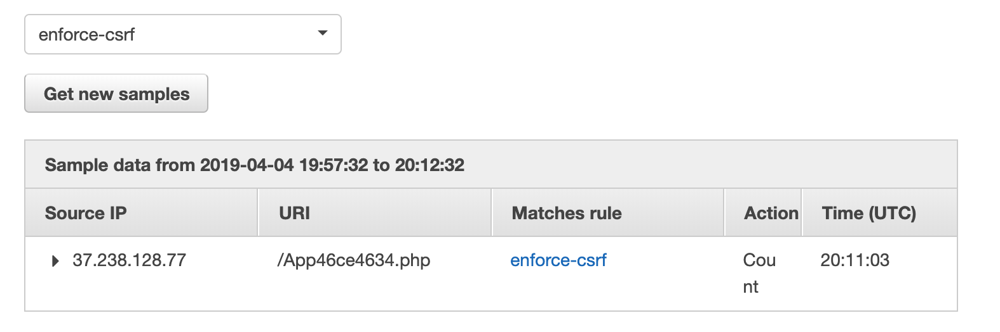 enforce-csrf
Get new samples
Sample data from 2019-04-04 19:57:32 to 20:12:32
Source IP URI Matches rule Action Time (UTC)
37.238.128.77 /App46ce4634.php enforce-csrf Cou 20:11:03
nt